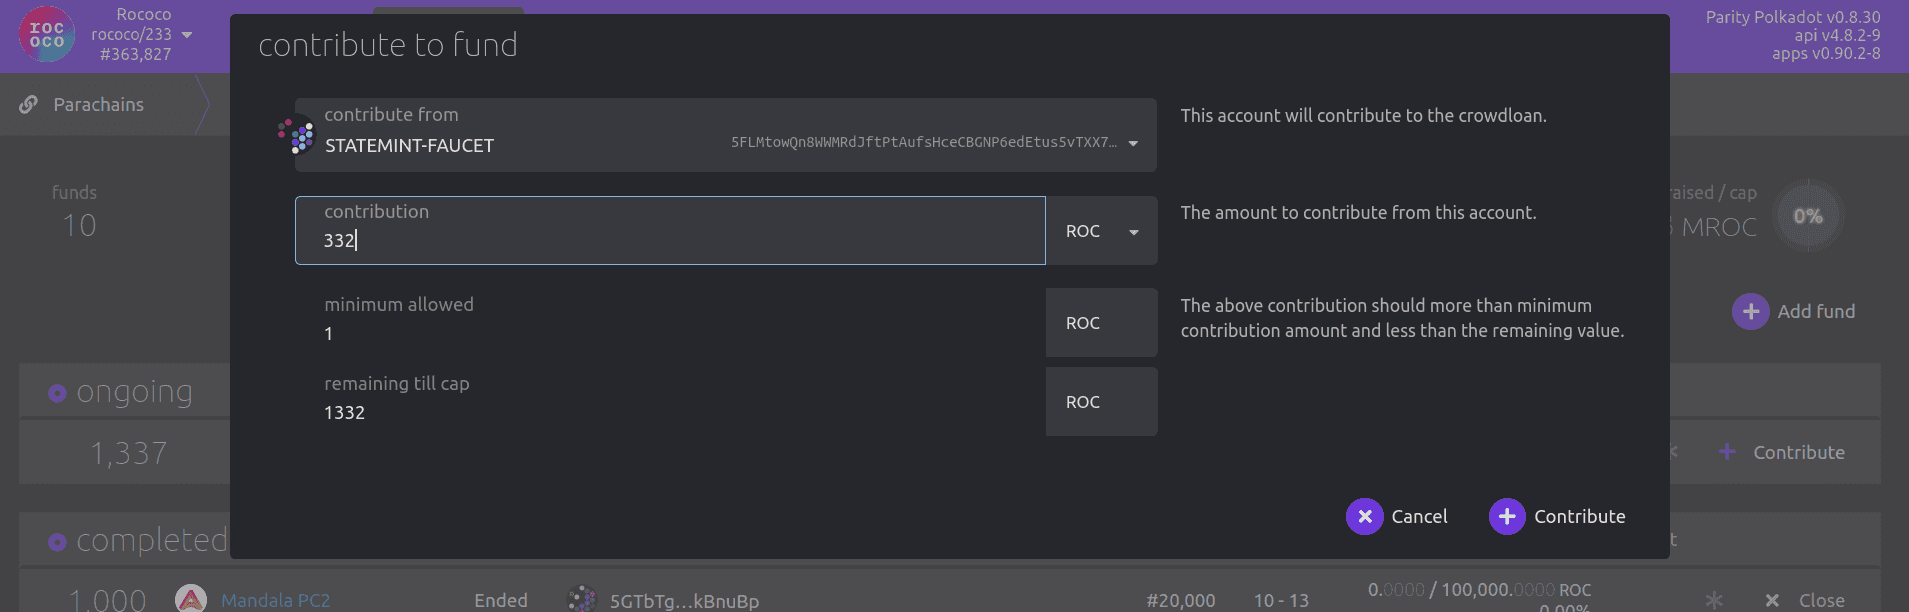 roc
oco
Rococo
rococo/233
#363,827
Parity Polkadot v0.8.30
api v4.8.2-9
apps v0.90.2-8
Parachains
contribute to fund
contribute from
STATEMINT-FAUCET
5FLMtowQn8WWMRdJftPtAufsHceCBGNP6edEtus5vTXX7…
This account will contribute to the crowdloan.
funds
10
contribution
332
ROC
The amount to contribute from this account.
raised / cap
MROC
0%
minimum allowed
1
ROC
The above contribution should more than minimum
contribution amount and less than the remaining value.
Add fund
remaining till cap
1332
ROC
ongoing
1,337
Contribute
Cancel
Contribute
completed
1,000
Mandala PC2
Ended
5GTbTg…kBnuBp
#20,000
10 - 13
0.0000 / 100,000.0000 ROC
0.00%
Close